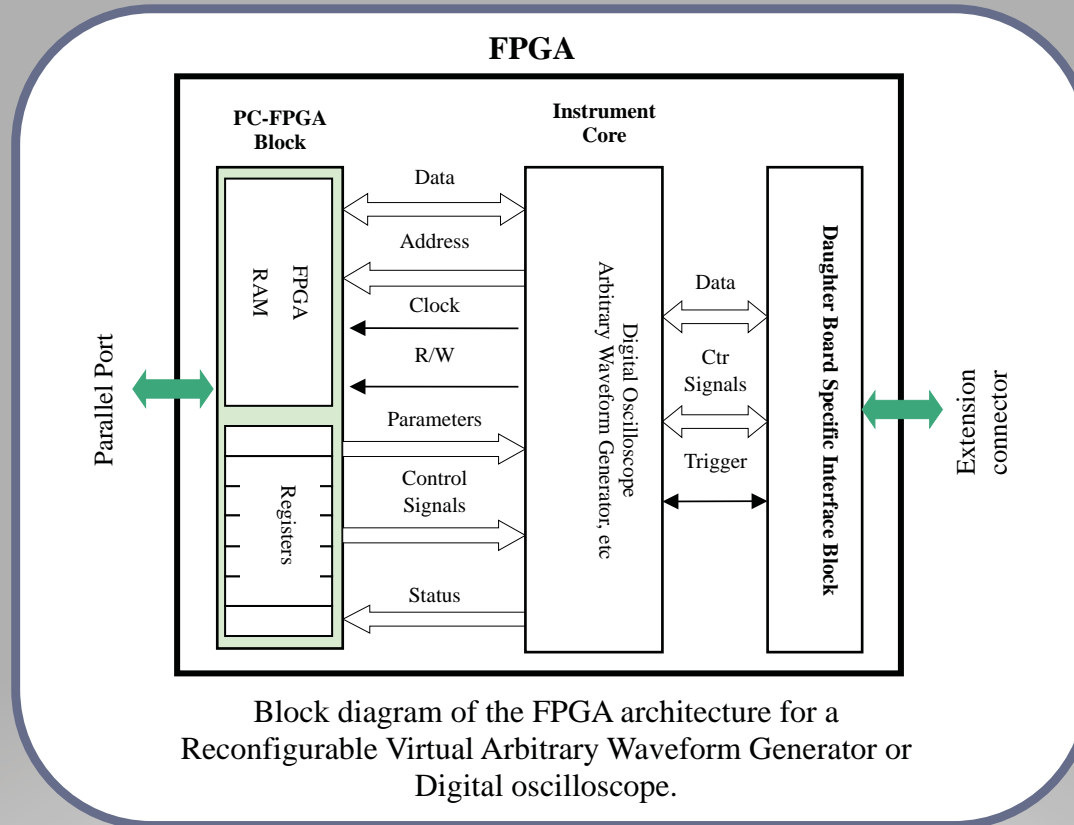 FPGA
PC-FPGA
Block
Instrument
Core
Data
Address
Clock
R/W
Parameters
Control
Signals
Status
FPGA
RAM
Registers
Digital Oscilloscope
Arbitrary Waveform Generator, etc
Data
Ctr
Signals
Trigger
Daughter Board Specific Interface Block
Parallel Port
Extension
connector
Block diagram of the FPGA architecture for a
Reconfigurable Virtual Arbitrary Waveform Generator or
Digital oscilloscope.